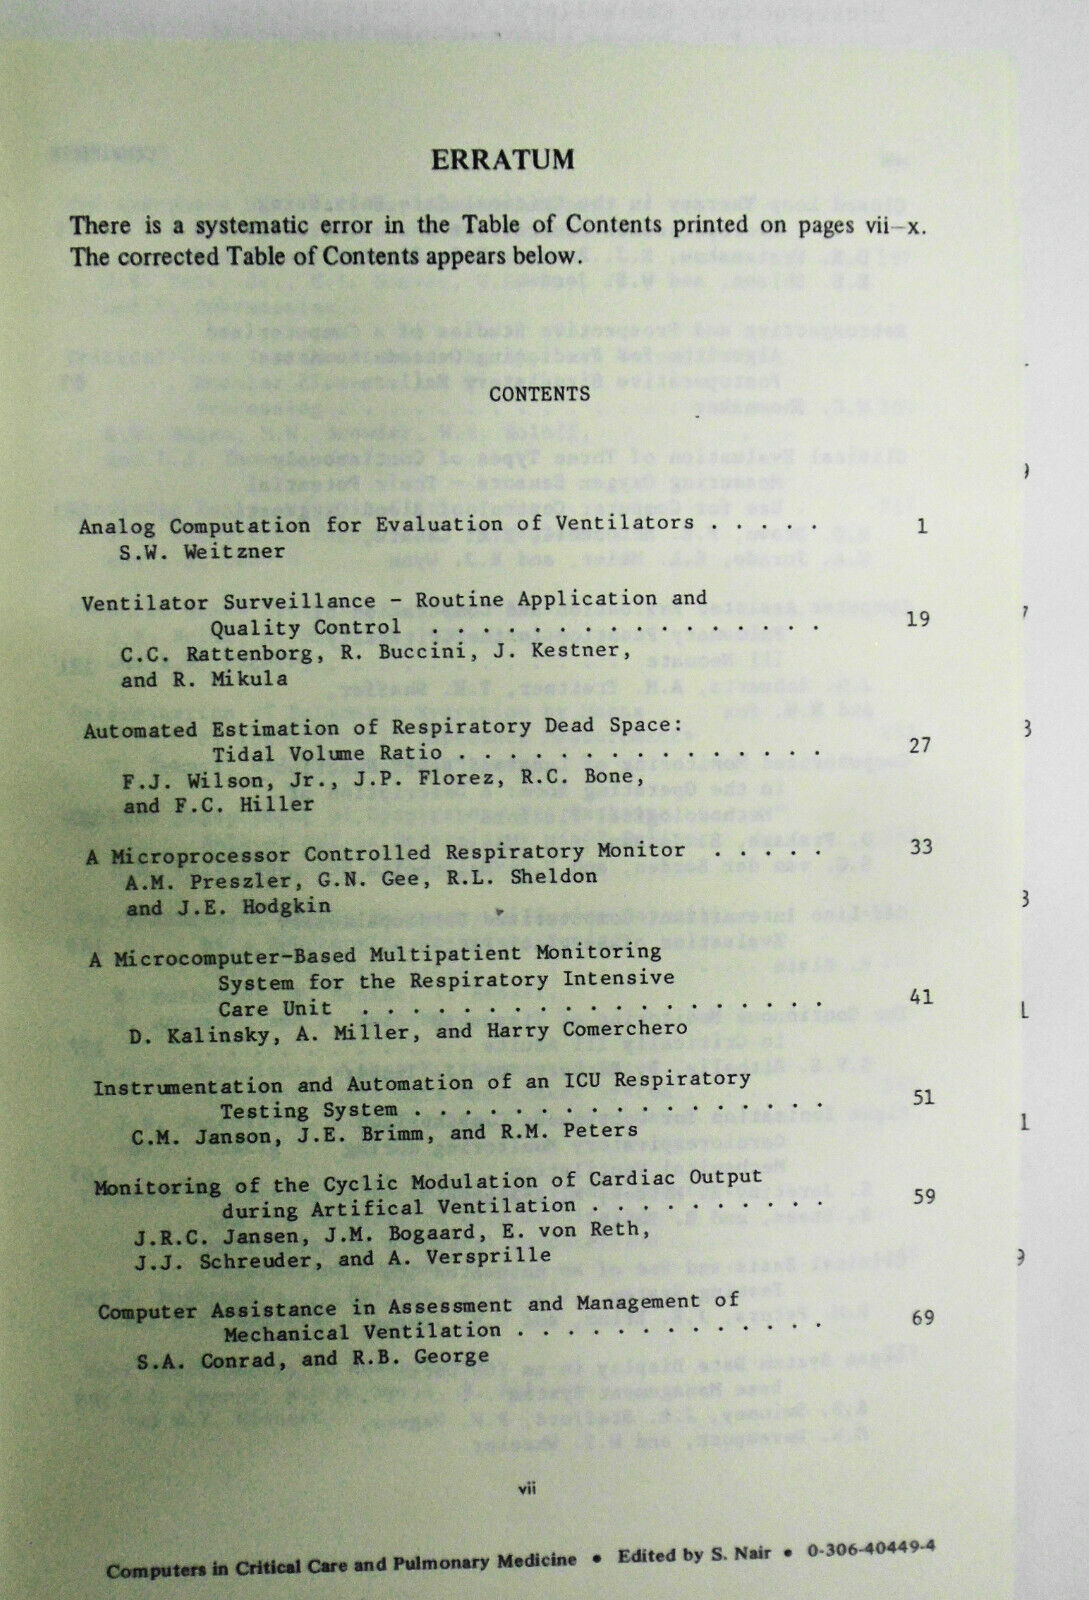 ERRATUM
There is a systematic error in the Table of Contents printed on pages vii–x.
The corrected Table of Contents appears below.
CONTENTS
Analog Computation for Evaluation of Ventilators . . . . . 1
S.W. Weitzner
Ventilator Surveillance - Routine Application and
Quality Control . . . . . . . . . . . . . . . . 19
C.C. Rattenborg, R. Buccini, J. Kestner,
and R. Mikula
Automated Estimation of Respiratory Dead Space:
Tidal Volume Ratio . . . . . . . . . . . . . . . 27
F.J. Wilson, Jr., J.P. Florez, R.C. Bone,
and F.C. Hiller
A Microprocessor Controlled Respiratory Monitor . . . . . 33
A.M. Preszler, G.N. Gee, R.L. Sheldon
and J.E. Hodgkin
A Microcomputer-Based Multipatient Monitoring
System for the Respiratory Intensive
Care Unit . . . . . . . . . . . . . . . . . . . 41
D. Kalinsky, A. Miller, and Harry Comerchero
Instrumentation and Automation of an ICU Respiratory
Testing System . . . . . . . . . . . . . . . . . 51
C.M. Janson, J.E. Brimm, and R.M. Peters
Monitoring of the Cyclic Modulation of Cardiac Output
during Artifical Ventilation . . . . . . . . . . 59
J.R.C. Jansen, J.M. Bogaard, E. von Reth,
J.J. Schreuder, and A. Versprille
Computer Assistance in Assessment and Management of
Mechanical Ventilation . . . . . . . . . . . . . 69
S.A. Conrad, and R.B. George
vii
Computers in Critical Care and Pulmonary Medicine • Edited by S. Nair • 0-306-40449-4